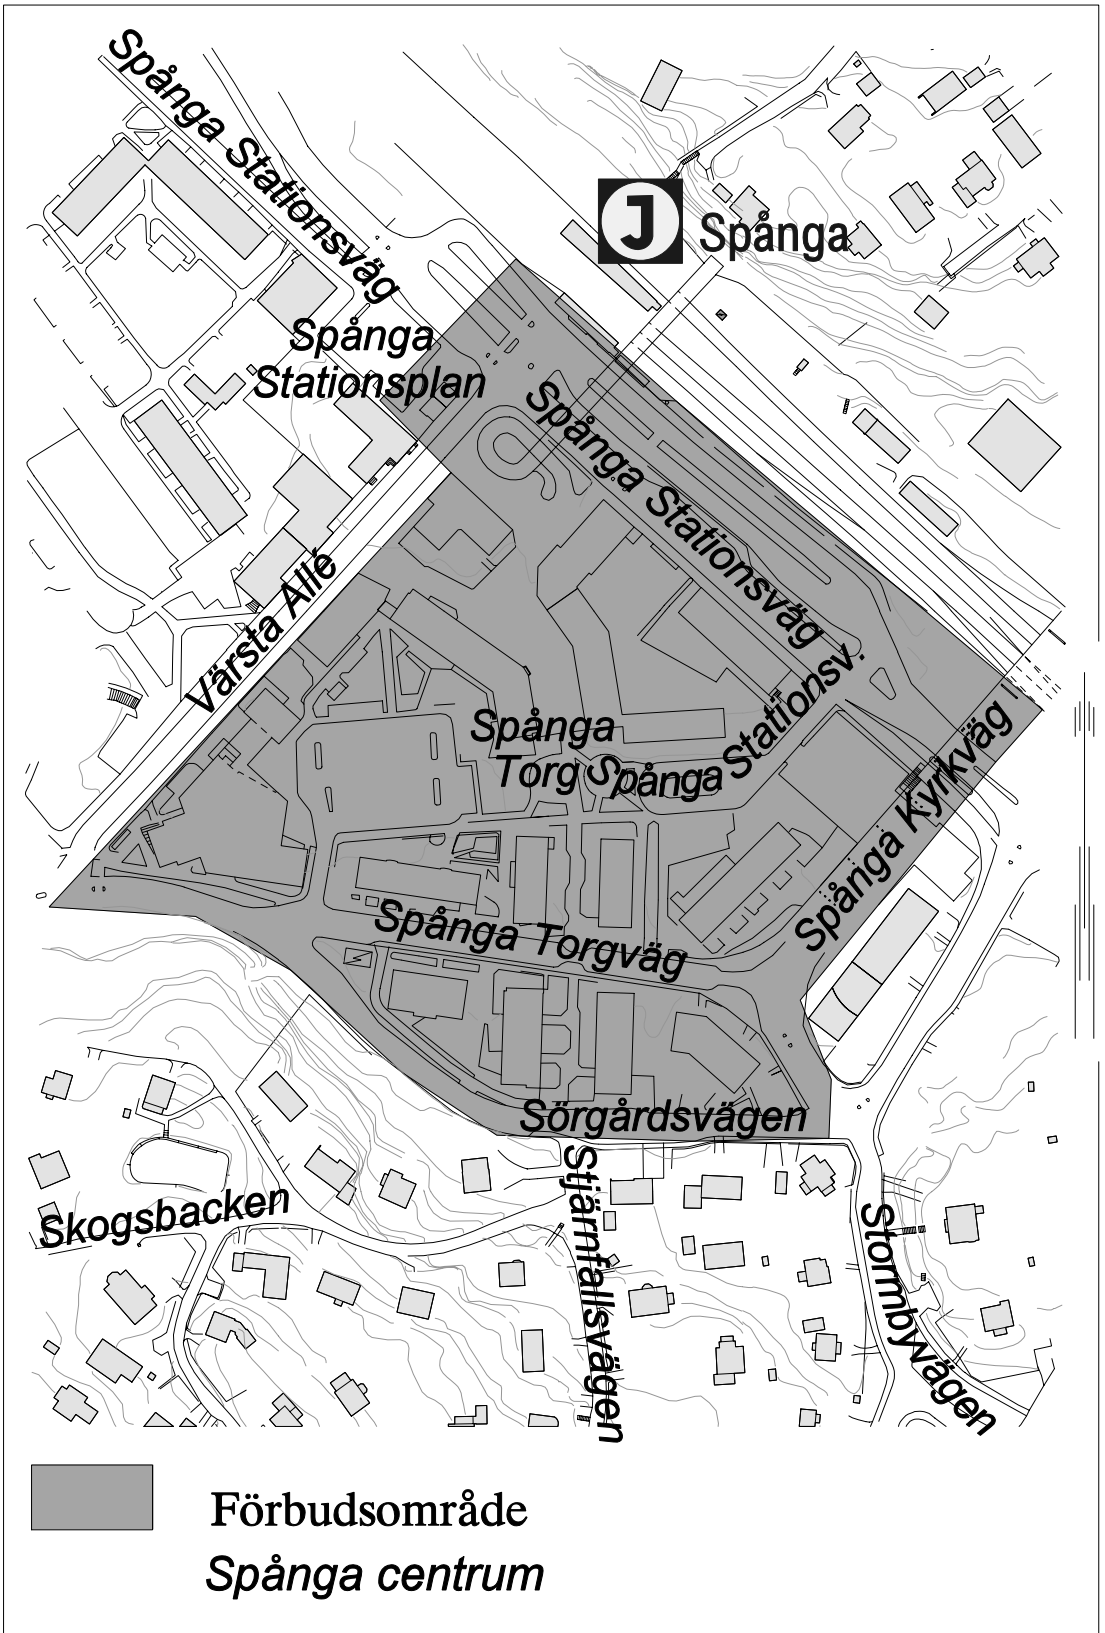 Spånga Stationsväg
J
Spånga
Spånga
Stationsplan
Spånga Stationsväg
Värsta Allé
Spånga
Torg
Spånga
Stationsv.
Spånga Kyrkväg
Spånga Torgväg
Sörgårdsvägen
Stjärnfallsvägen
Skogsbacken
Stormbyvägen
Förbudsområde
Spånga centrum